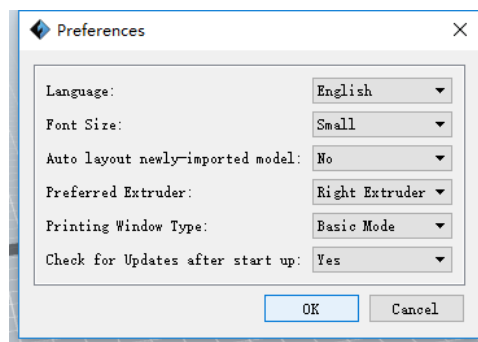 Preferences
Language: English
Font Size: Small
Auto layout newly-imported model: No
Preferred Extruder: Right Extruder
Printing Window Type: Basic Mode
Check for Updates after start up: Yes
OK Cancel